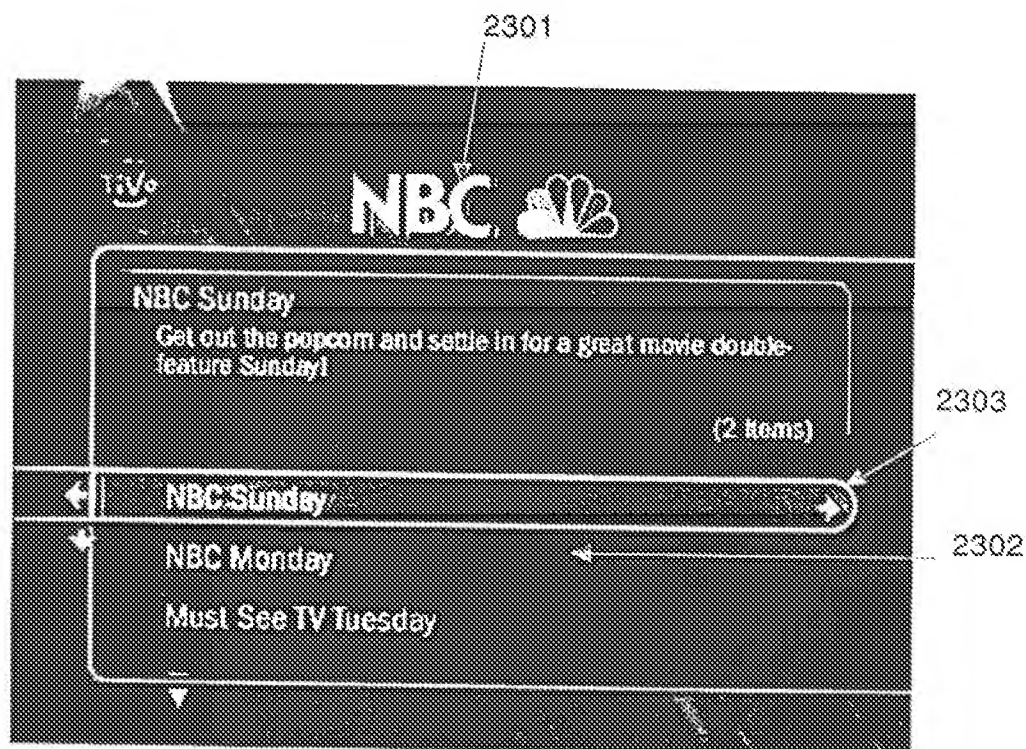 2301
TiVo
NBC
NBC Sunday
Get out the popcorn and settle in for a great movie double-
feature Sunday!
(2 items)
2303
NBC Sunday
2302
NBC Monday
Must See TV Tuesday